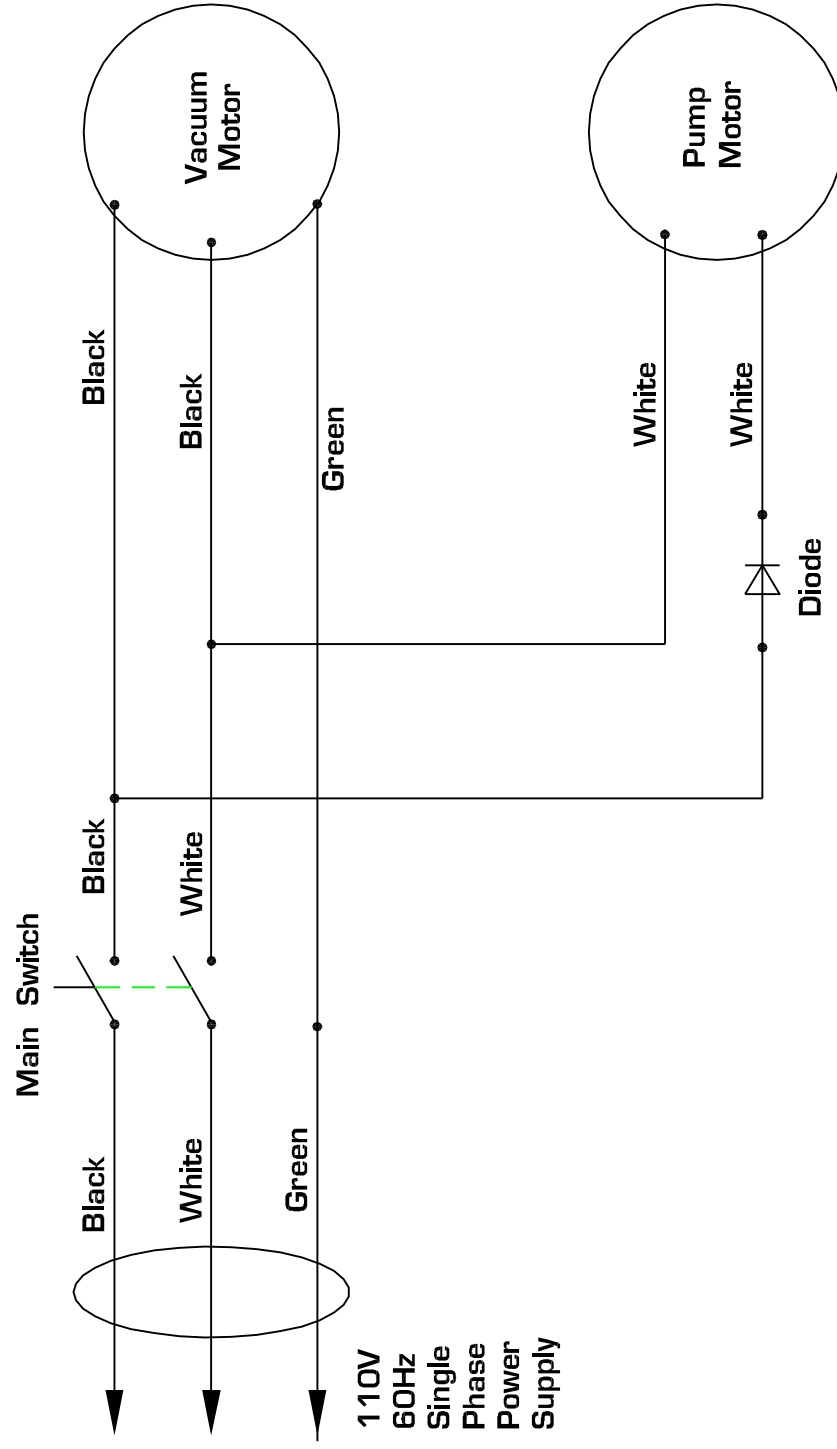 Main Switch
Black
Black
Black
Vacuum
Motor
White
White
Black
Green
Green
110V
60Hz
Single
Phase
Power
Supply
White
White
Diode
Pump
Motor